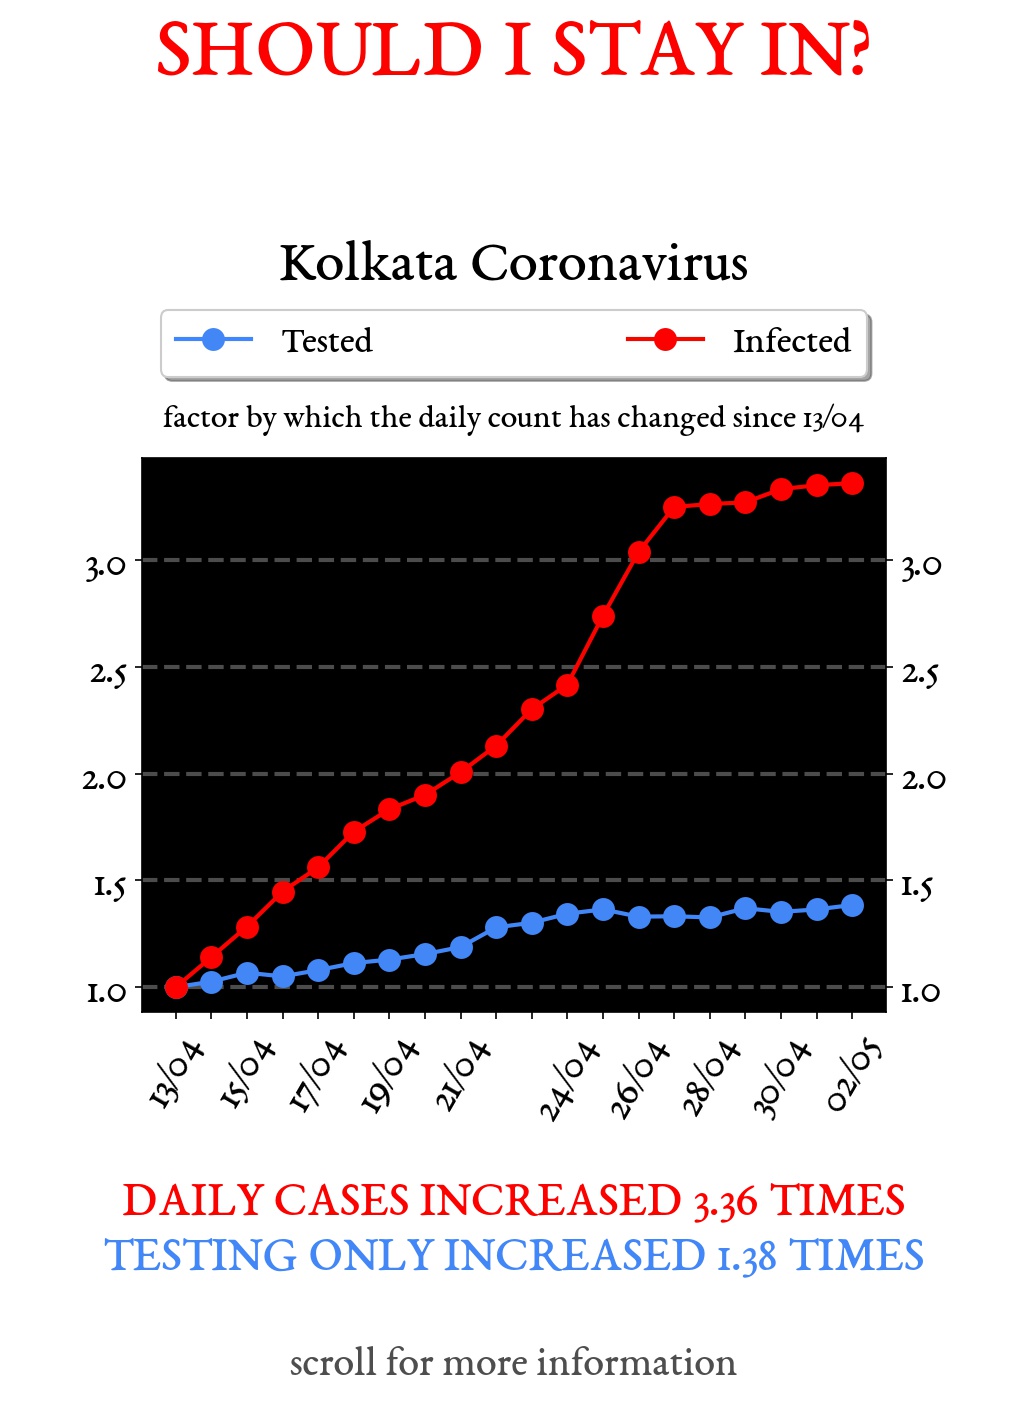 SHOULD I STAY IN?
Kolkata Coronavirus
Tested Infected
factor by which the daily count has changed since 13/04
3.0 3.0
2.5 2.5
2.0 2.0
1.5 1.5
1.0 1.0
13/04 15/04 17/04 19/04 21/04 24/04 26/04 28/04 30/04 02/05
DAILY CASES INCREASED 3.36 TIMES
TESTING ONLY INCREASED 1.38 TIMES
scroll for more information